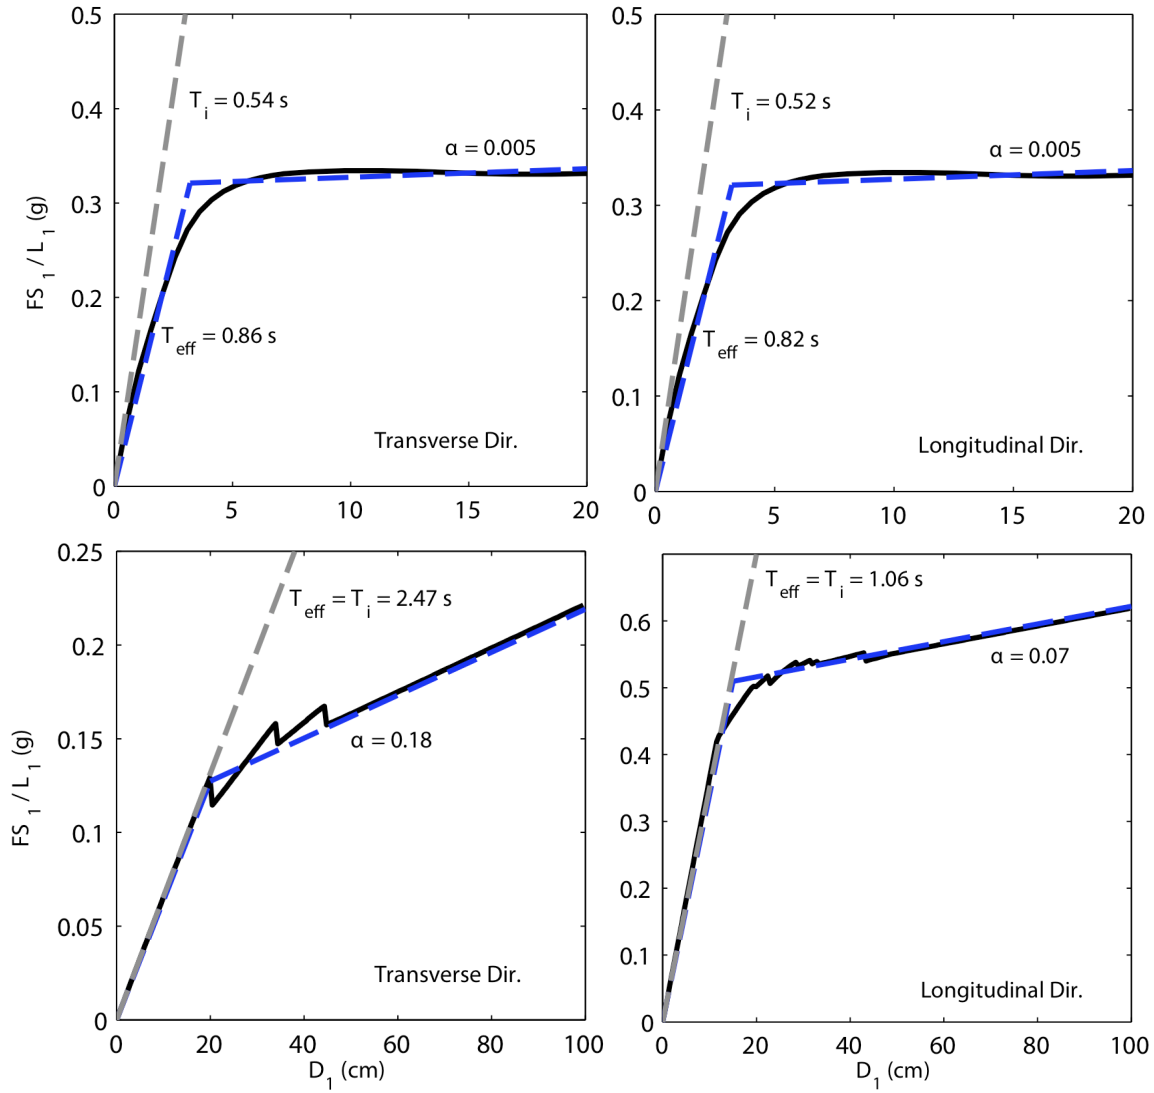 0.5
0.4
0.3
0.2
0.1
0
FS 1 / L 1 (g)
T i = 0.54 s
α = 0.005
T eff = 0.86 s
Transverse Dir.
0 5 10 15 20
0.5
0.4
0.3
0.2
0.1
0
T i = 0.52 s
α = 0.005
T eff = 0.82 s
Longitudinal Dir.
0 5 10 15 20
0.25
0.2
0.15
0.1
0.05
0
FS 1 / L 1 (g)
T eff = T i = 2.47 s
α = 0.18
Transverse Dir.
0 20 40 60 80 100
D 1 (cm)
0.6
0.5
0.4
0.3
0.2
0.1
0
T eff = T i = 1.06 s
α = 0.07
Longitudinal Dir.
0 20 40 60 80 100
D 1 (cm)